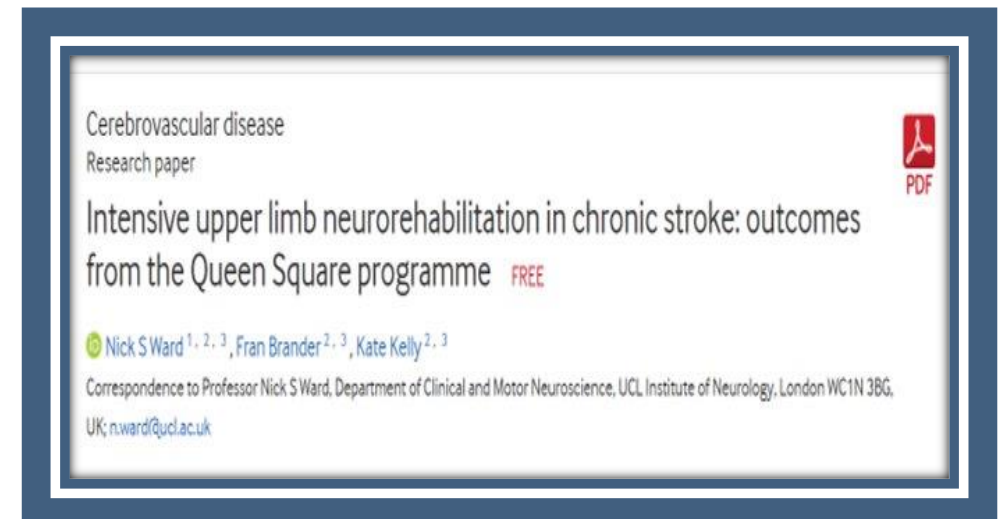 Cerebrovascular disease
Research paper
PDF
Intensive upper limb neurorehabilitation in chronic stroke: outcomes
from the Queen Square programme FREE
iD Nick S Ward 1, 2, 3, Fran Brander 2, 3, Kate Kelly 2, 3
Correspondence to Professor Nick S Ward, Department of Clinical and Motor Neuroscience, UCL Institute of Neurology, London WC1N 3BG,
UK; n.ward@ucl.ac.uk